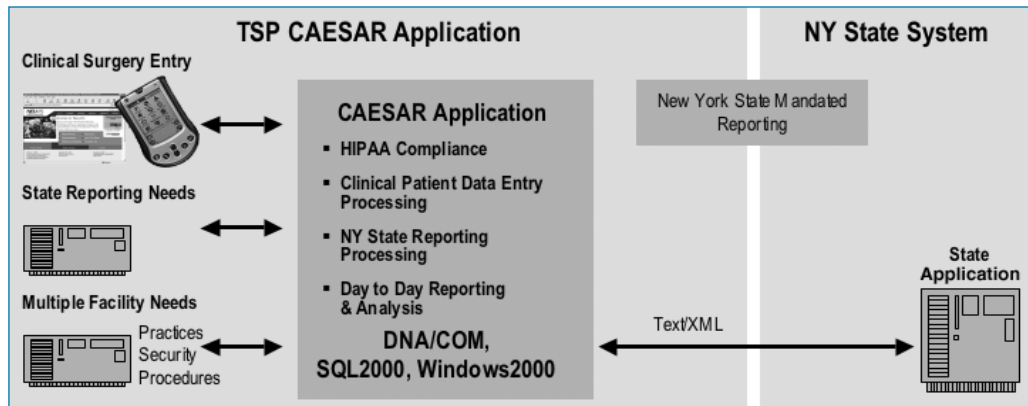 TSP CAESAR Application
NY State System
Clinical Surgery Entry
CAESAR Application
▪ HIPAA Compliance
▪ Clinical Patient Data Entry
Processing
▪ NY State Reporting
Processing
▪ Day to Day Reporting
& Analysis
DNA/COM,
SQL2000, Windows2000
State Reporting Needs
Multiple Facility Needs
Practices
Security
Procedures
New York State Mandated
Reporting
Text/XML
State
Application